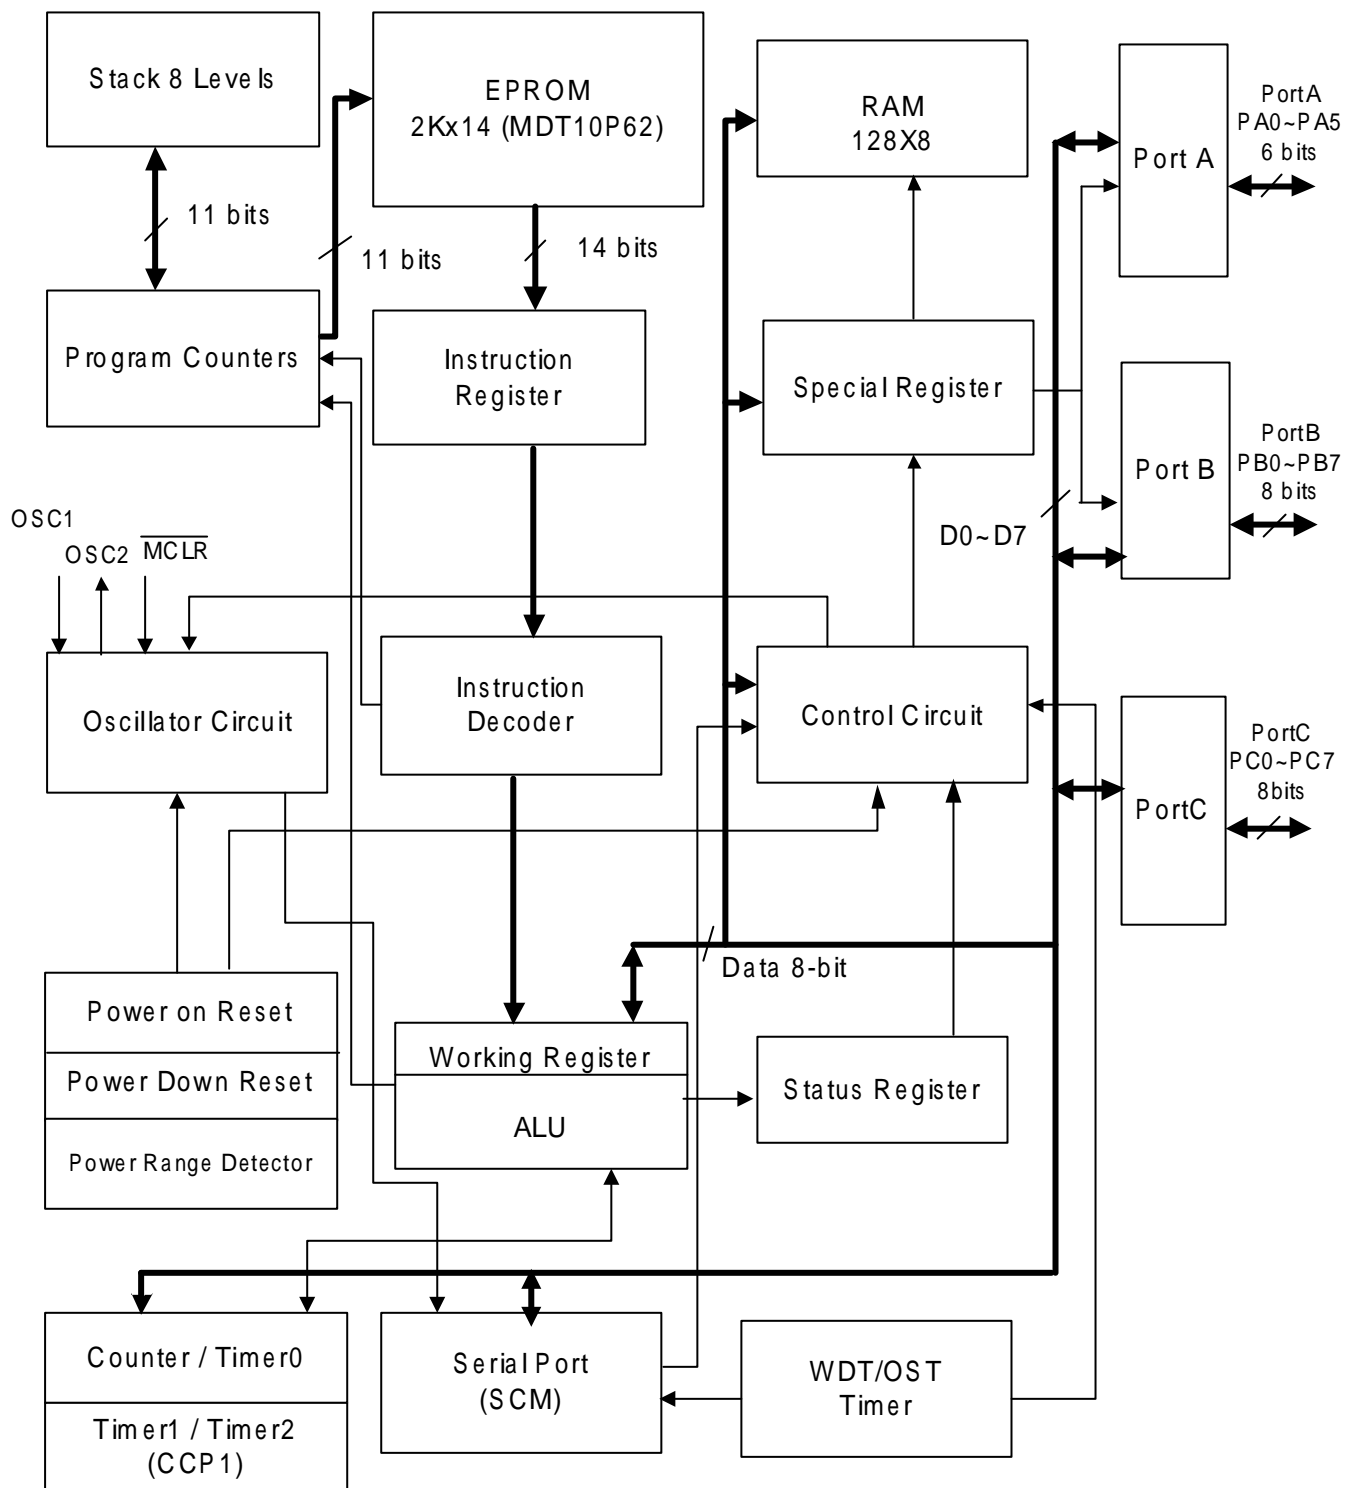 Stack 8 Levels
EPROM
2Kx14 (MDT10P62)
RAM
128X8
Port A
PortA
PA0~PA5
6 bits
11 bits
11 bits
14 bits
Program Counters
Instruction
Register
Special Register
Port B
PortB
PB0~PB7
8 bits
D0~D7
OSC1
OSC2
MCLR
Oscillator Circuit
Instruction
Decoder
Control Circuit
PortC
PortC
PC0~PC7
8bits
Data 8-bit
Power on Reset
Power Down Reset
Power Range Detector
Working Register
ALU
Status Register
Counter / Timer0
Timer1 / Timer2
(CCP1)
Serial Port
(SCM)
WDT/OST
Timer